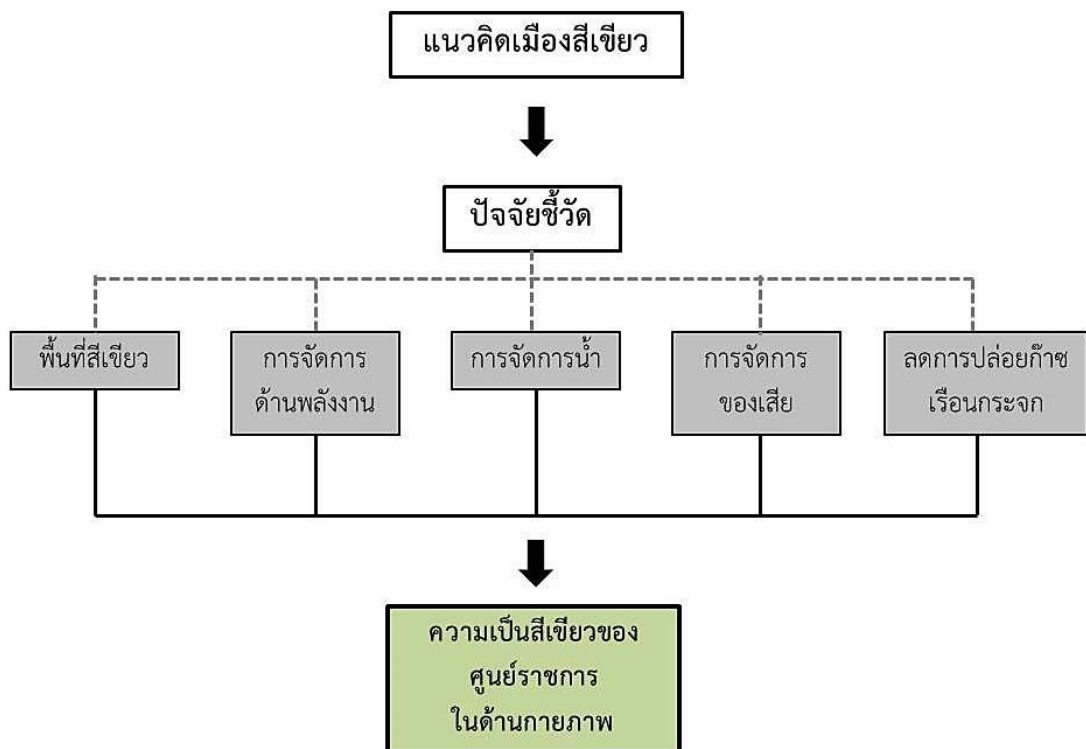 แนวคิดเมืองสีเขียว
ปัจจัยชี้วัด
พื้นที่สีเขียว
การจัดการ
ด้านพลังงาน
การจัดการน้ำ
การจัดการ
ของเสีย
ลดการปล่อยก๊าซ
เรือนกระจก
ความเป็นสีเขียวของ
ศูนย์ราชการ
ในด้านกายภาพ